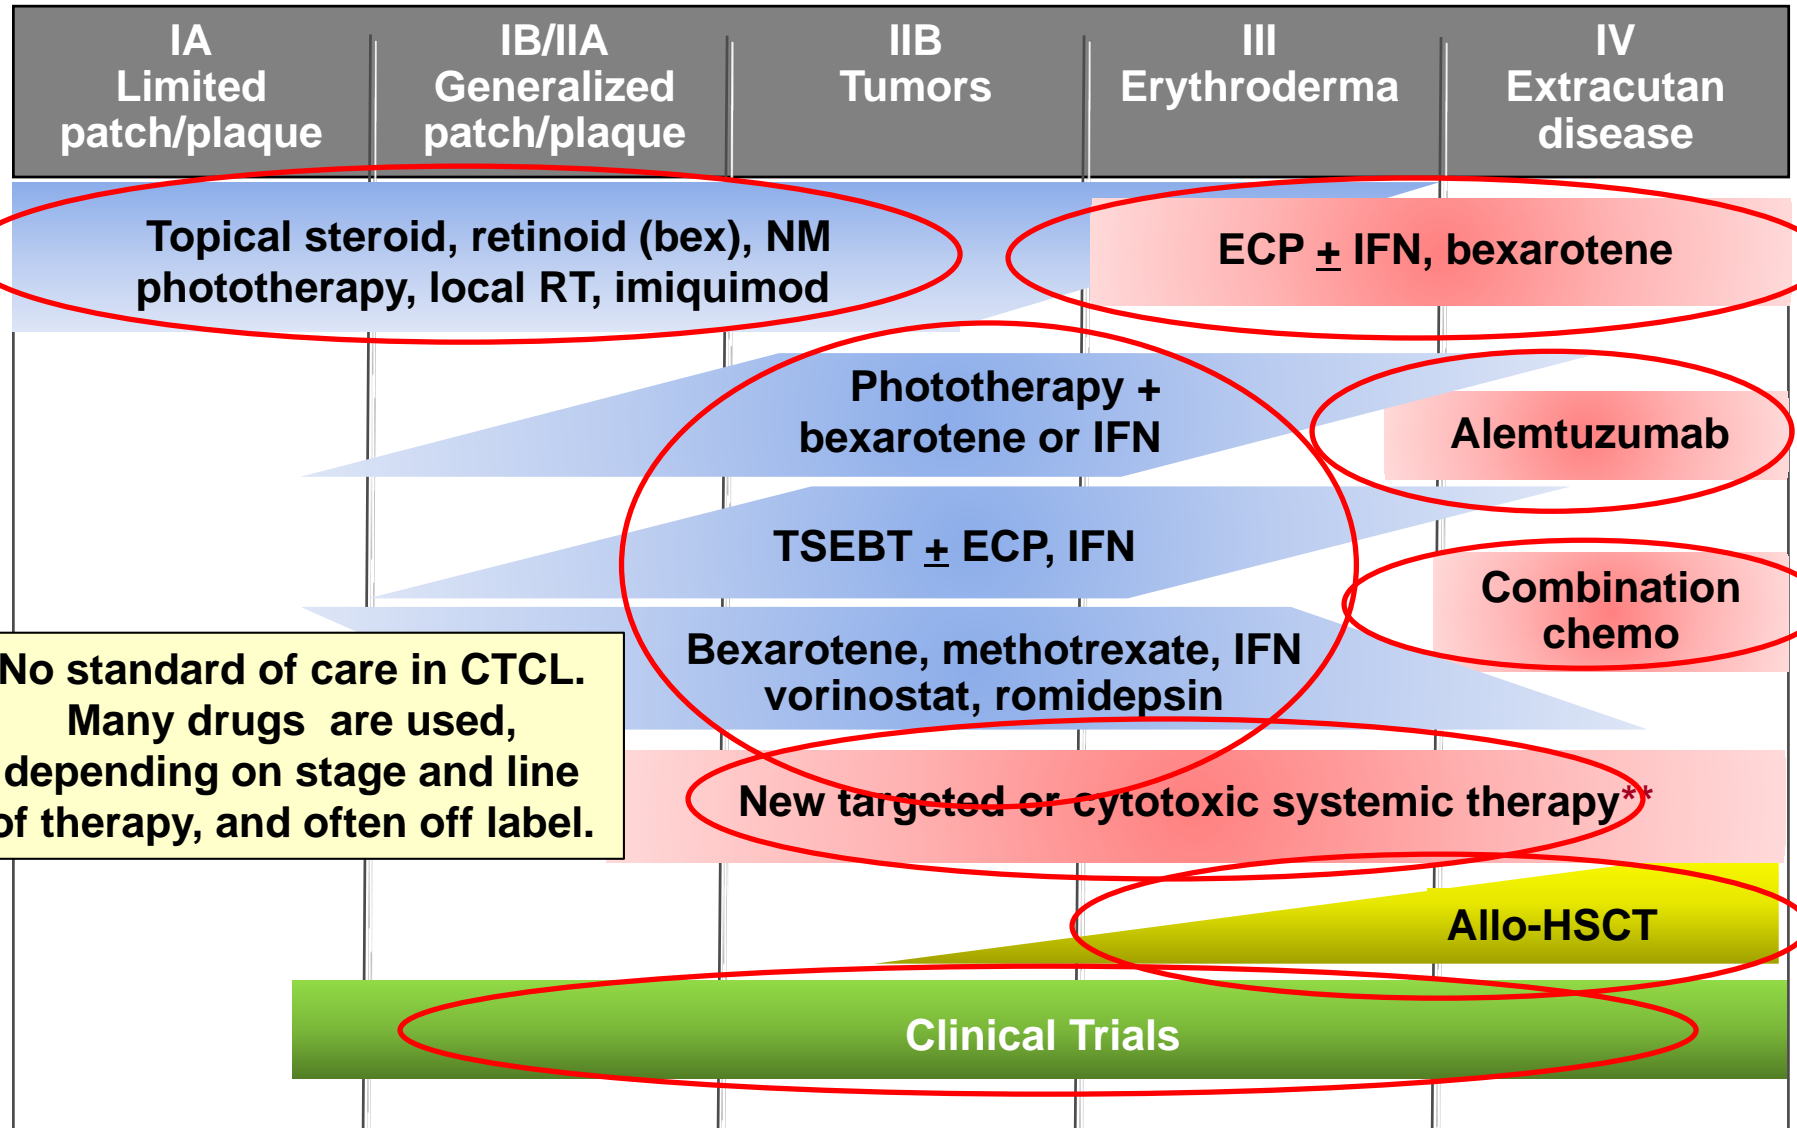 IA
Limited
patch/plaque
IB/IIA
Generalized
patch/plaque
IIB
Tumors
III
Erythroderma
IV
Extracutan
disease
Topical steroid, retinoid (bex), NM
phototherapy, local RT, imiquimod
ECP ± IFN, bexarotene
Phototherapy +
bexarotene or IFN
Alemtuzumab
TSEBT ± ECP, IFN
Combination
chemo
Bexarotene, methotrexate, IFN
vorinostat, romidepsin
No standard of care in CTCL.
Many drugs are used,
depending on stage and line
of therapy, and often off label.
New targeted or cytotoxic systemic therapy**
Allo-HSCT
Clinical Trials